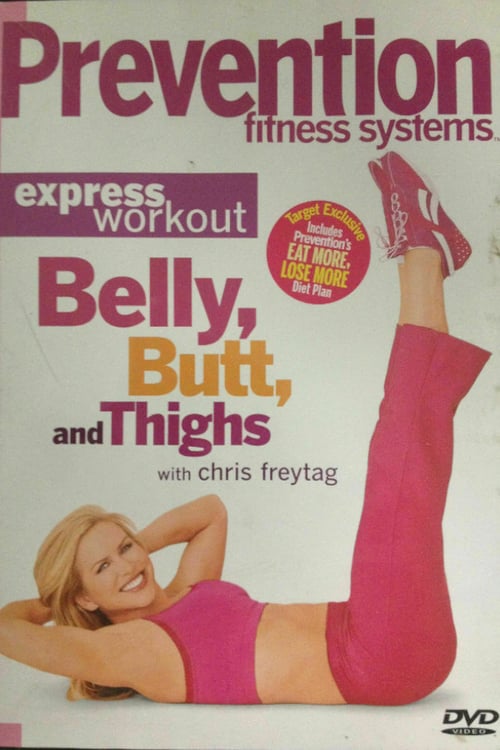 Prevention
fitness systems™
express
workout
Target Exclusive
Includes
Prevention's
EAT MORE,
LOSE MORE
Diet Plan
Belly,
Butt,
and Thighs
with chris freytag
DVD
VIDEO